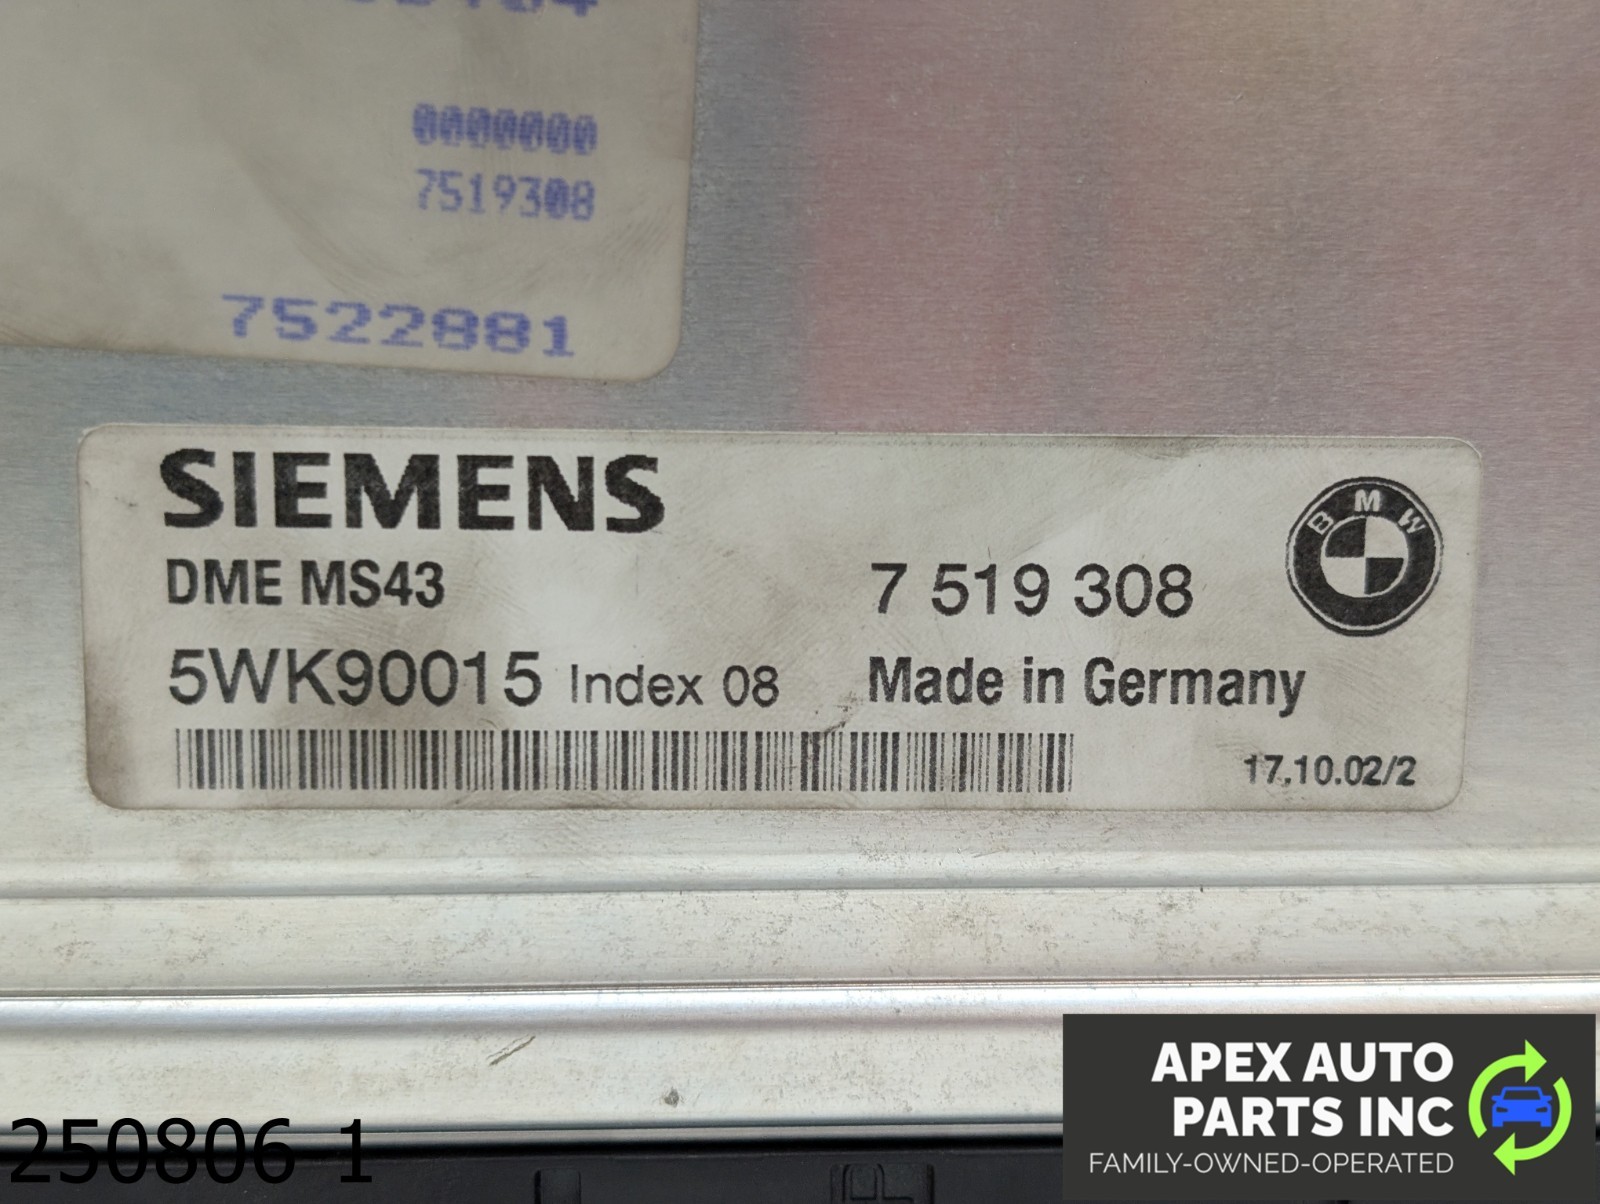 0000000
7519308
7522881
SIEMENS
DME MS43
7 519 308
BMW
5WK90015 Index 08
Made in Germany
17.10.02/2
250806 1
APEX AUTO
PARTS INC
FAMILY-OWNED-OPERATED